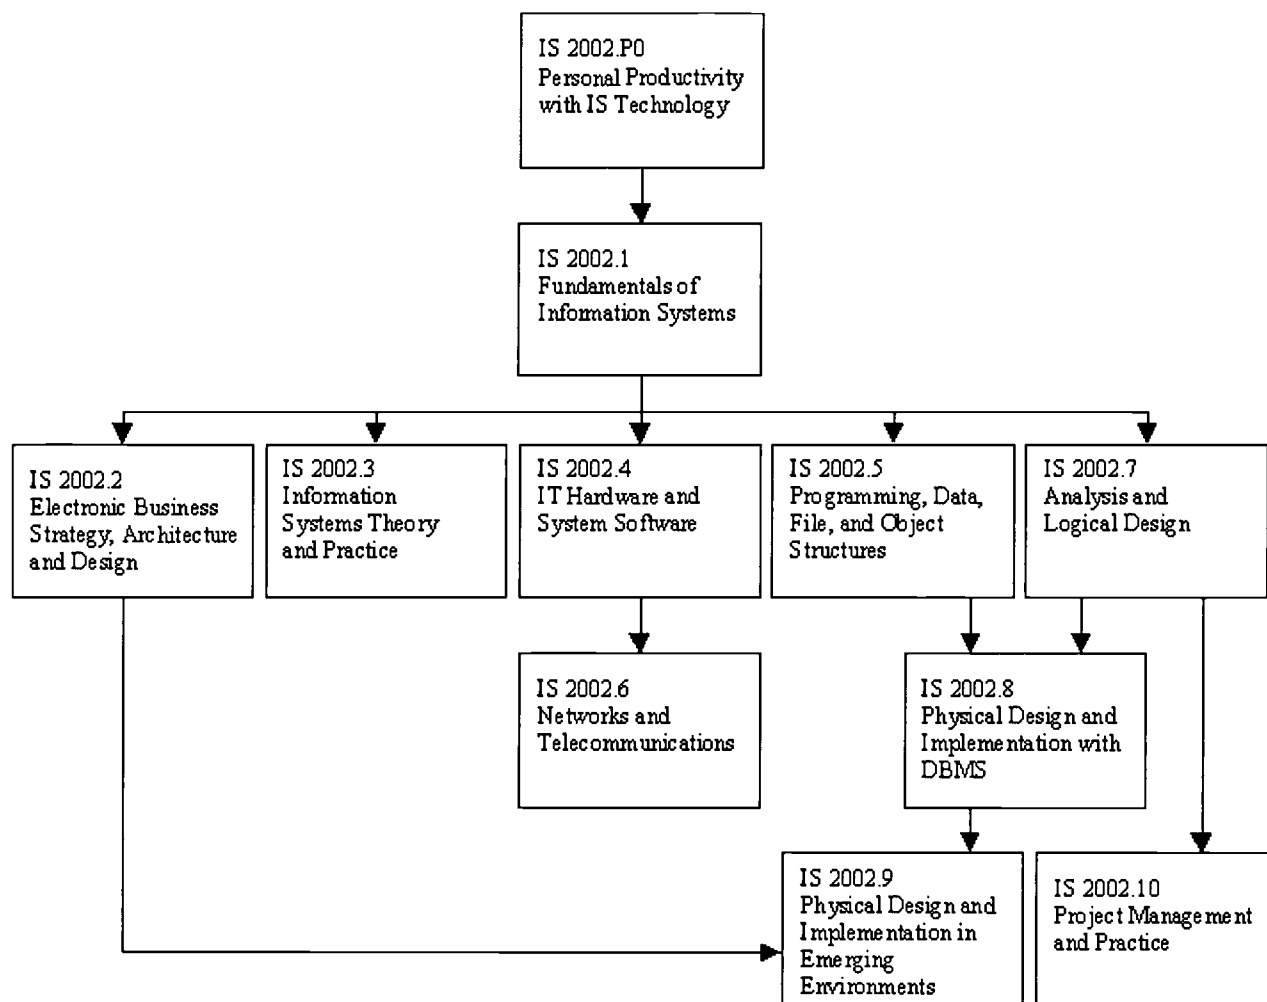 IS 2002.P0
Personal Productivity
with IS Technology
IS 2002.1
Fundamentals of
Information Systems
IS 2002.2
Electronic Business
Strategy, Architecture
and Design
IS 2002.3
Information
Systems Theory
and Practice
IS 2002.4
IT Hardware and
System Software
IS 2002.5
Programming, Data,
File, and Object
Structures
IS 2002.7
Analysis and
Logical Design
IS 2002.6
Networks and
Telecommunications
IS 2002.8
Physical Design and
Implementation with
DBMS
IS 2002.9
Physical Design and
Implementation in
Emerging
Environments
IS 2002.10
Project Management
and Practice